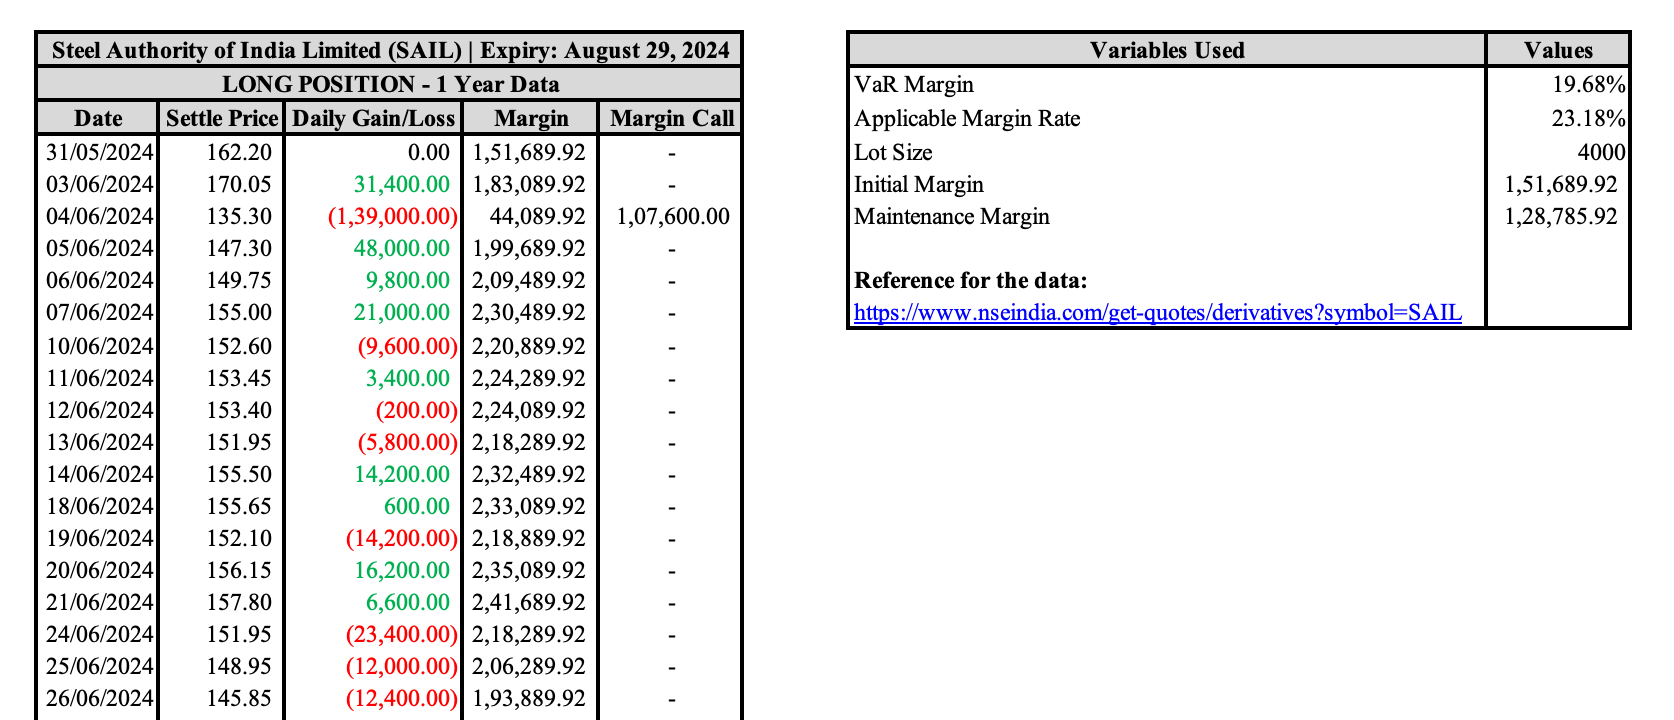 Steel Authority of India Limited (SAIL) | Expiry: August 29, 2024
LONG POSITION - 1 Year Data
Date Settle Price Daily Gain/Loss Margin Margin Call
31/05/2024 162.20 0.00 1,51,689.92 -
03/06/2024 170.05 31,400.00 1,83,089.92 -
04/06/2024 135.30 (1,39,000.00) 44,089.92 1,07,600.00
05/06/2024 147.30 48,000.00 1,99,689.92 -
06/06/2024 149.75 9,800.00 2,09,489.92 -
07/06/2024 155.00 21,000.00 2,30,489.92 -
10/06/2024 152.60 (9,600.00) 2,20,889.92 -
11/06/2024 153.45 3,400.00 2,24,289.92 -
12/06/2024 153.40 (200.00) 2,24,089.92 -
13/06/2024 151.95 (5,800.00) 2,18,289.92 -
14/06/2024 155.50 14,200.00 2,32,489.92 -
18/06/2024 155.65 600.00 2,33,089.92 -
19/06/2024 152.10 (14,200.00) 2,18,889.92 -
20/06/2024 156.15 16,200.00 2,35,089.92 -
21/06/2024 157.80 6,600.00 2,41,689.92 -
24/06/2024 151.95 (23,400.00) 2,18,289.92 -
25/06/2024 148.95 (12,000.00) 2,06,289.92 -
26/06/2024 145.85 (12,400.00) 1,93,889.92 -
Variables Used Values
VaR Margin 19.68%
Applicable Margin Rate 23.18%
Lot Size 4000
Initial Margin 1,51,689.92
Maintenance Margin 1,28,785.92
Reference for the data:
https://www.nseindia.com/get-quotes/derivatives?symbol=SAIL